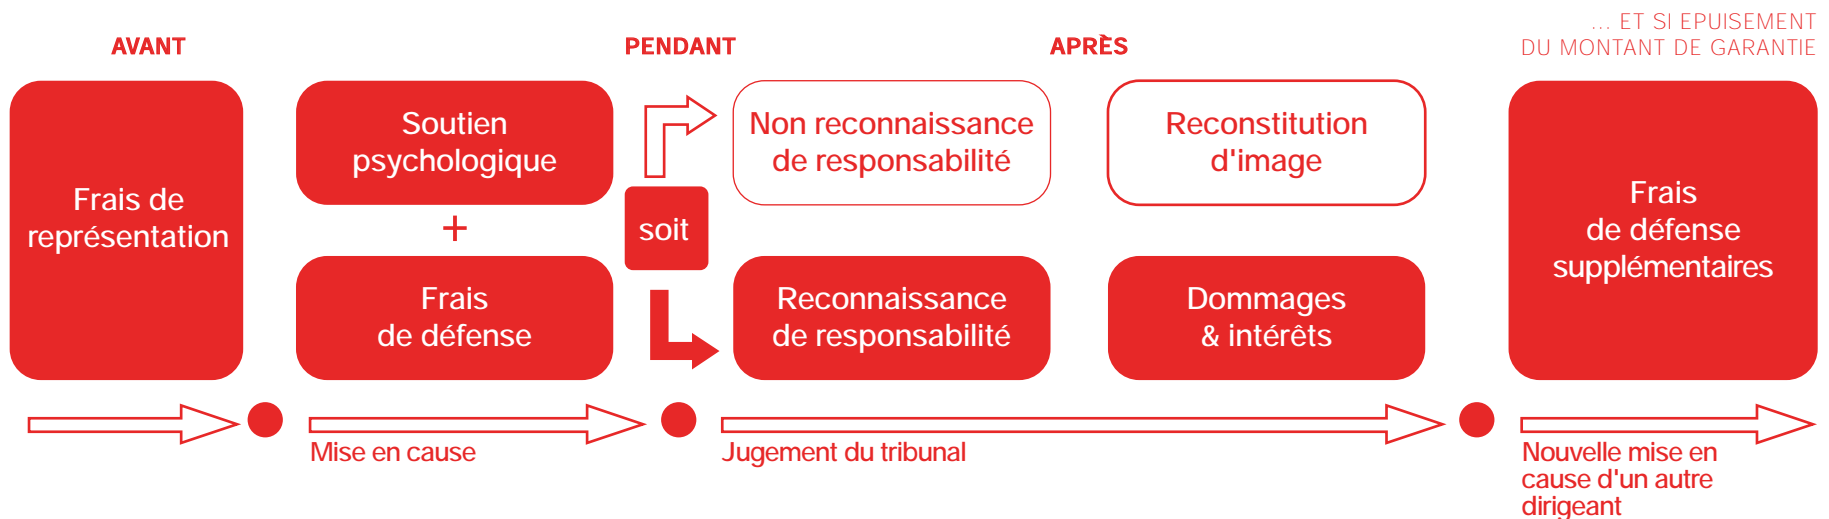 AVANT
PENDANT
APRÈS
... ET SI EPUISEMENT
DU MONTANT DE GARANTIE
Frais de
représentation
Soutien
psychologique
+
Frais
de défense
soit
Non reconnaissance
de responsabilité
Reconnaissance
de responsabilité
Reconstitution
d'image
Dommages
& intérêts
Frais
de défense
supplémentaires
Mise en cause
Jugement du tribunal
Nouvelle mise en
cause d'un autre
dirigeant